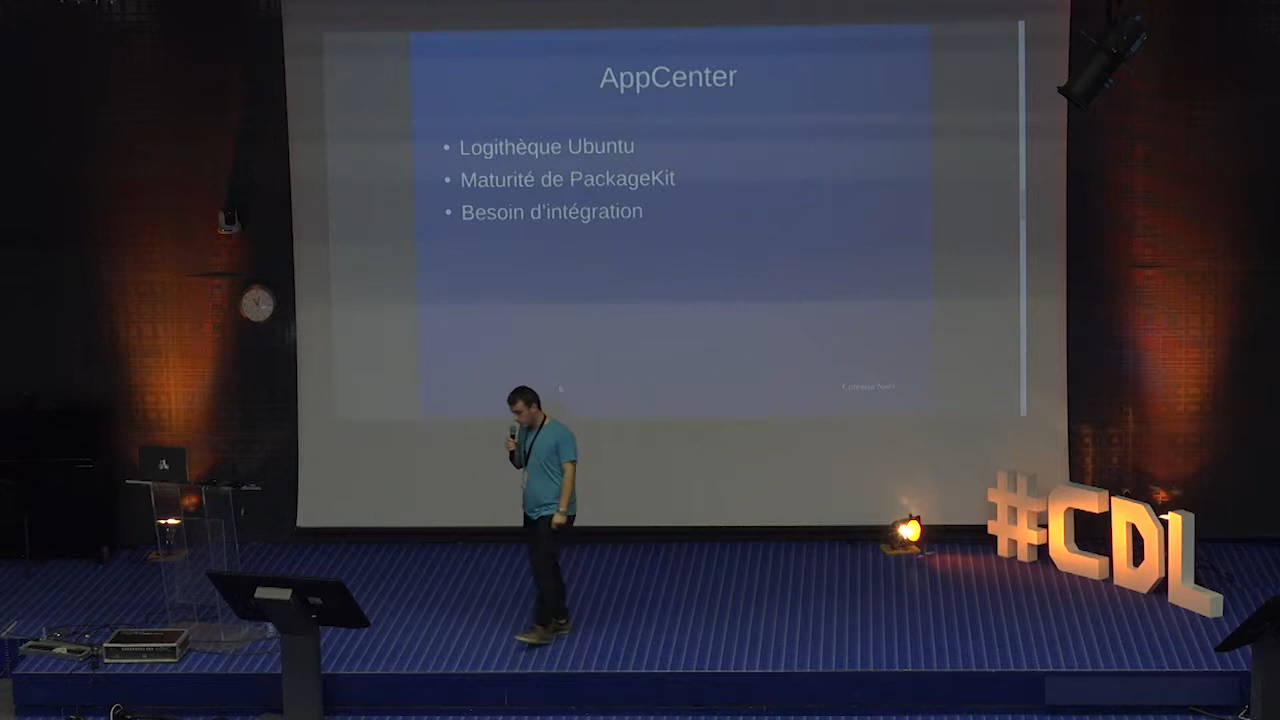 AppCenter
• Logithèque Ubuntu
• Maturité de PackageKit
• Besoin d'intégration
#CDL